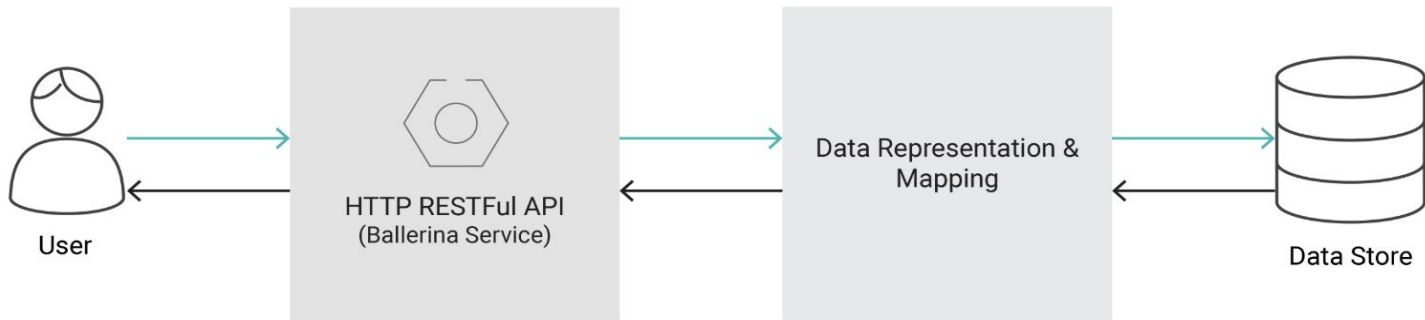 User
HTTP RESTFul API
(Ballerina Service)
Data Representation &
Mapping
Data Store